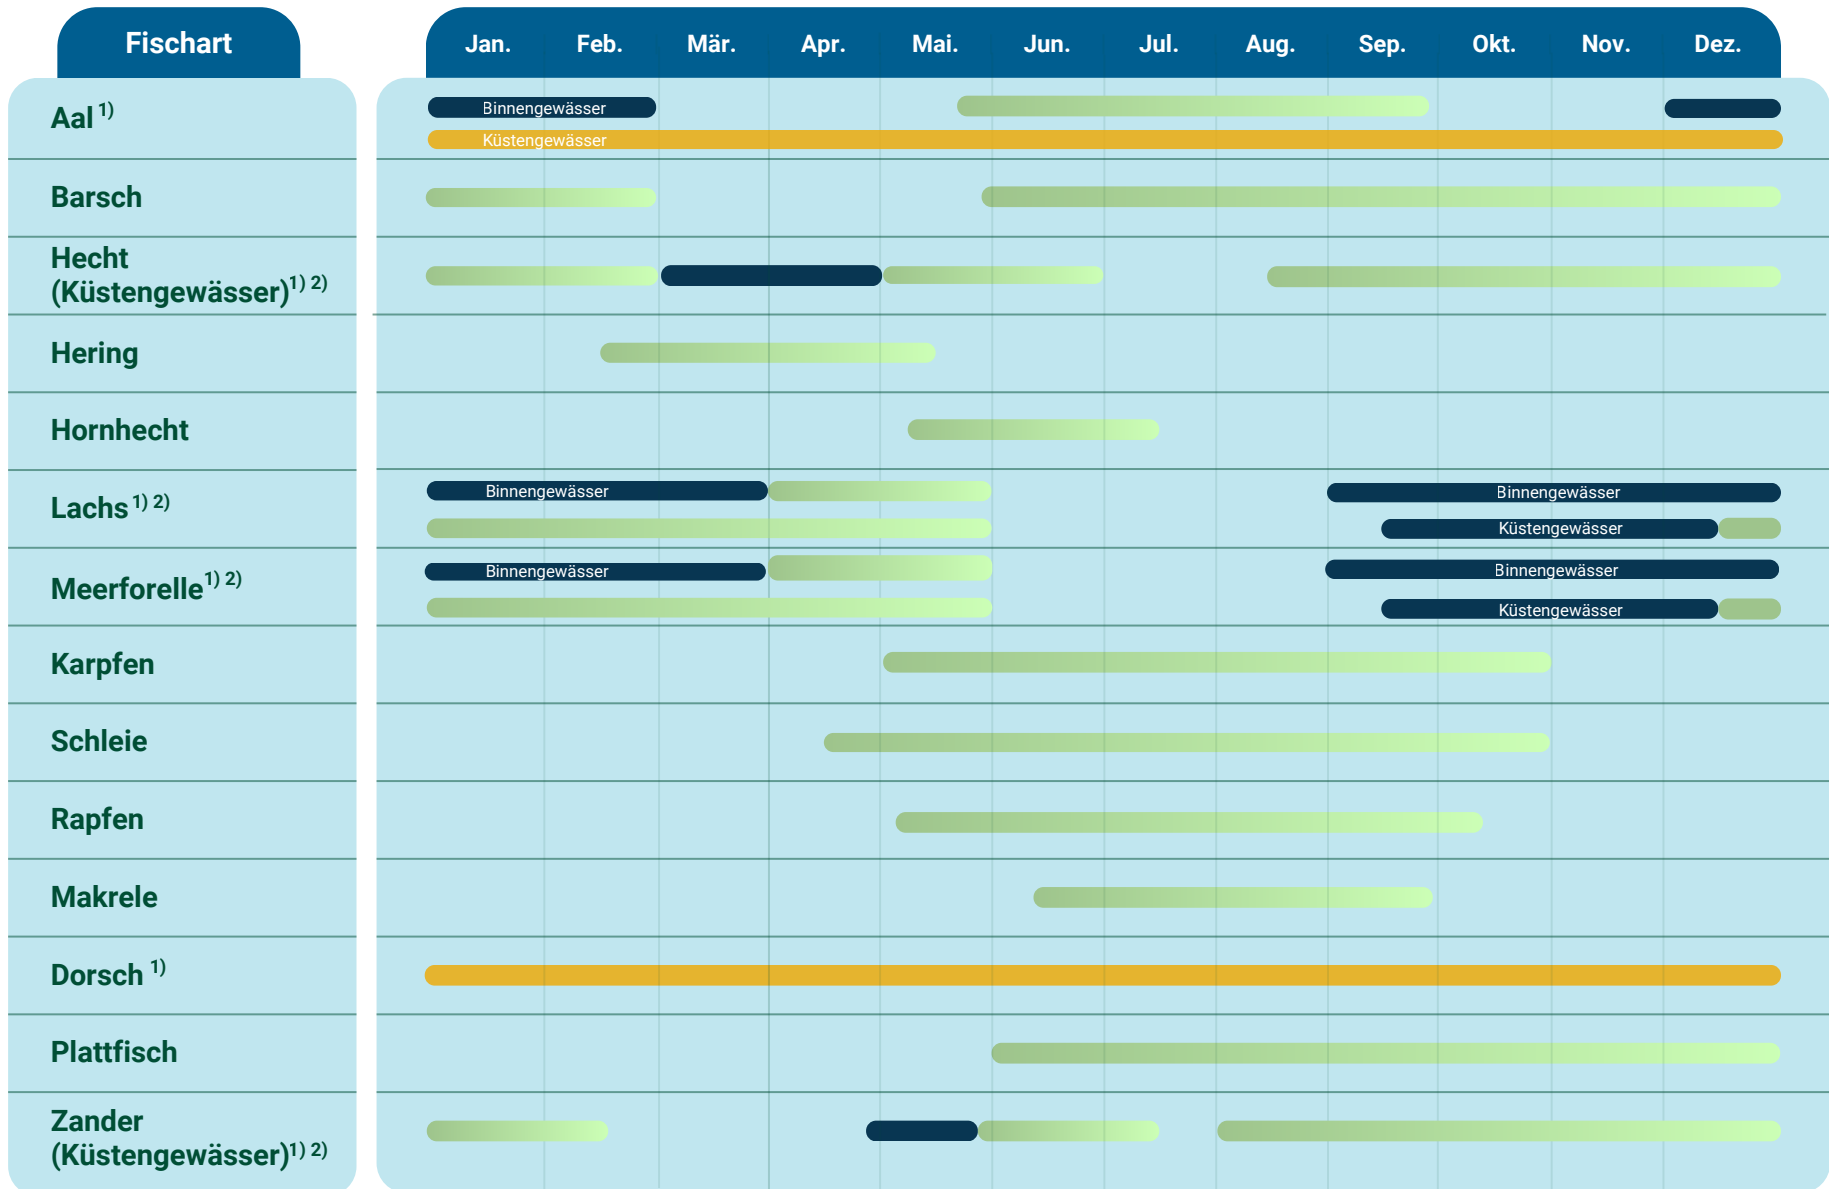 Fischart
Jan. Feb. Mär. Apr. Mai. Jun. Jul. Aug. Sep. Okt. Nov. Dez.
Aal 1)
Binnengewässer
Küstengewässer
Barsch
Hecht
(Küstengewässer)1) 2)
Hering
Hornhecht
Lachs 1) 2)
Binnengewässer Binnengewässer
Küstengewässer
Meerforelle1) 2)
Binnengewässer Binnengewässer
Küstengewässer
Karpfen
Schleie
Rapfen
Makrele
Dorsch 1)
Plattfisch
Zander
(Küstengewässer)1) 2)